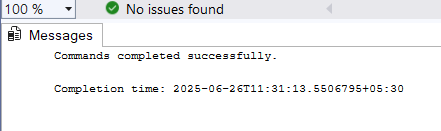 100 %
No issues found
Messages
Commands completed successfully.
Completion time: 2025-06-26T11:31:13.5506795+05:30